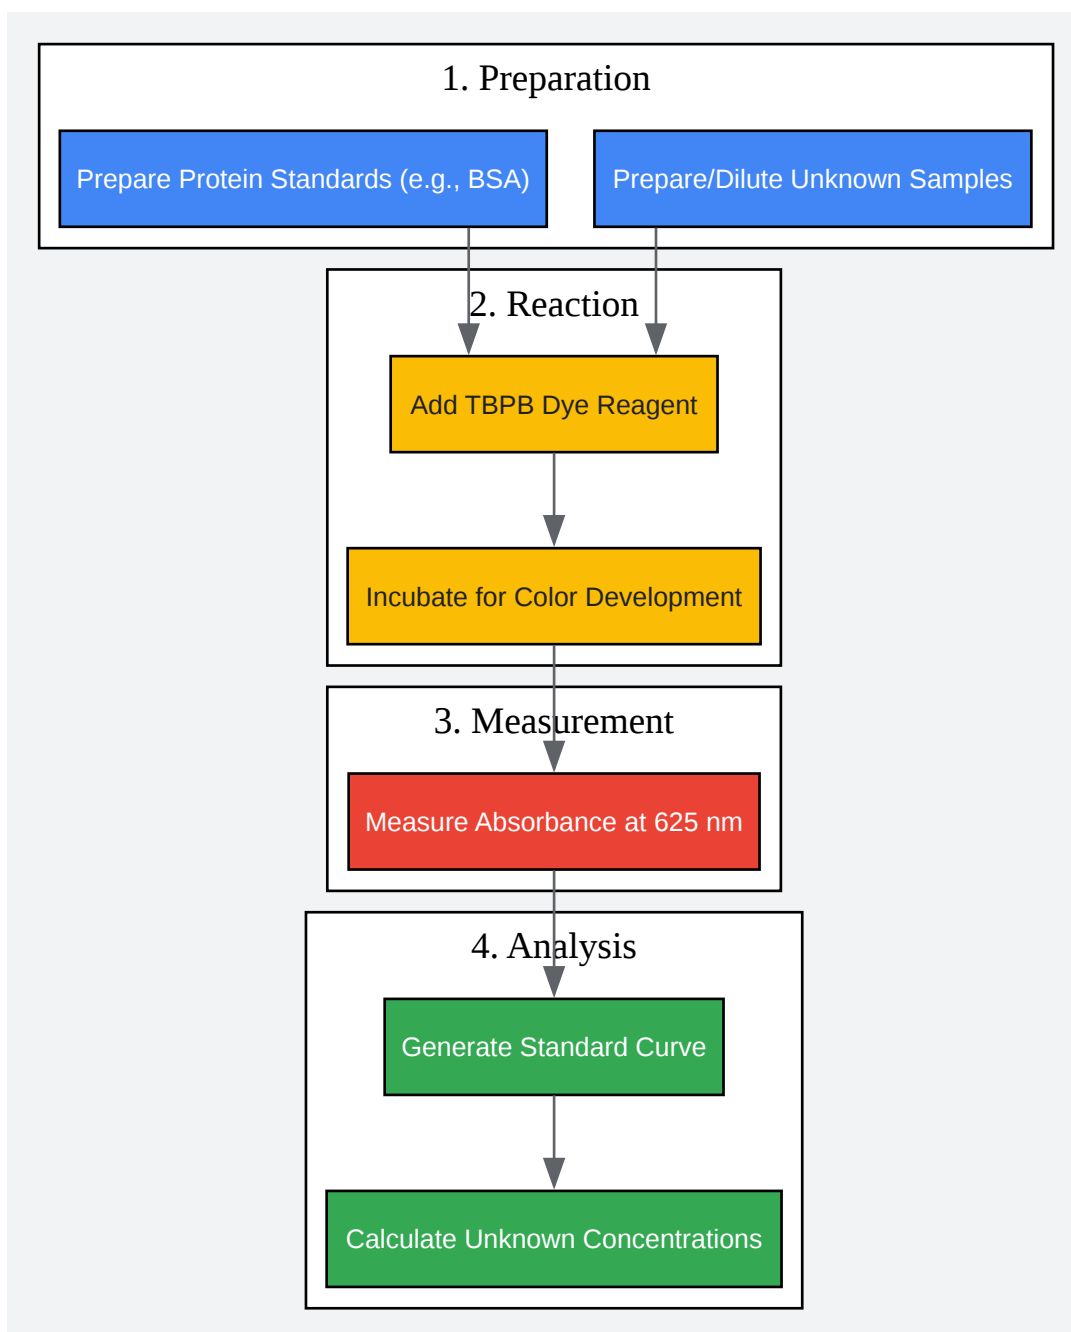 1. Preparation
Prepare Protein Standards (e.g., BSA)
Prepare/Dilute Unknown Samples
2. Reaction
Add TBPB Dye Reagent
Incubate for Color Development
3. Measurement
Measure Absorbance at 625 nm
4. Analysis
Generate Standard Curve
Calculate Unknown Concentrations